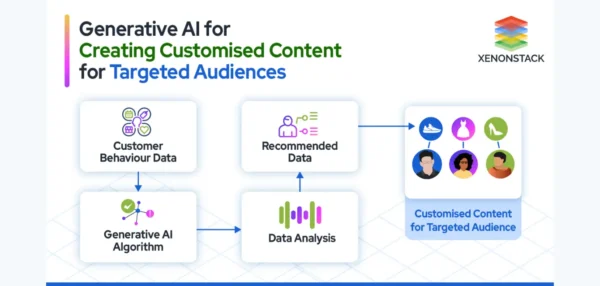 Generative AI for
Creating Customised Content
for Targeted Audiences
XENONSTACK
Customer
Behaviour Data
Recommended
Data
Generative AI
Algorithm
Data Analysis
Customised Content
for Targeted Audience